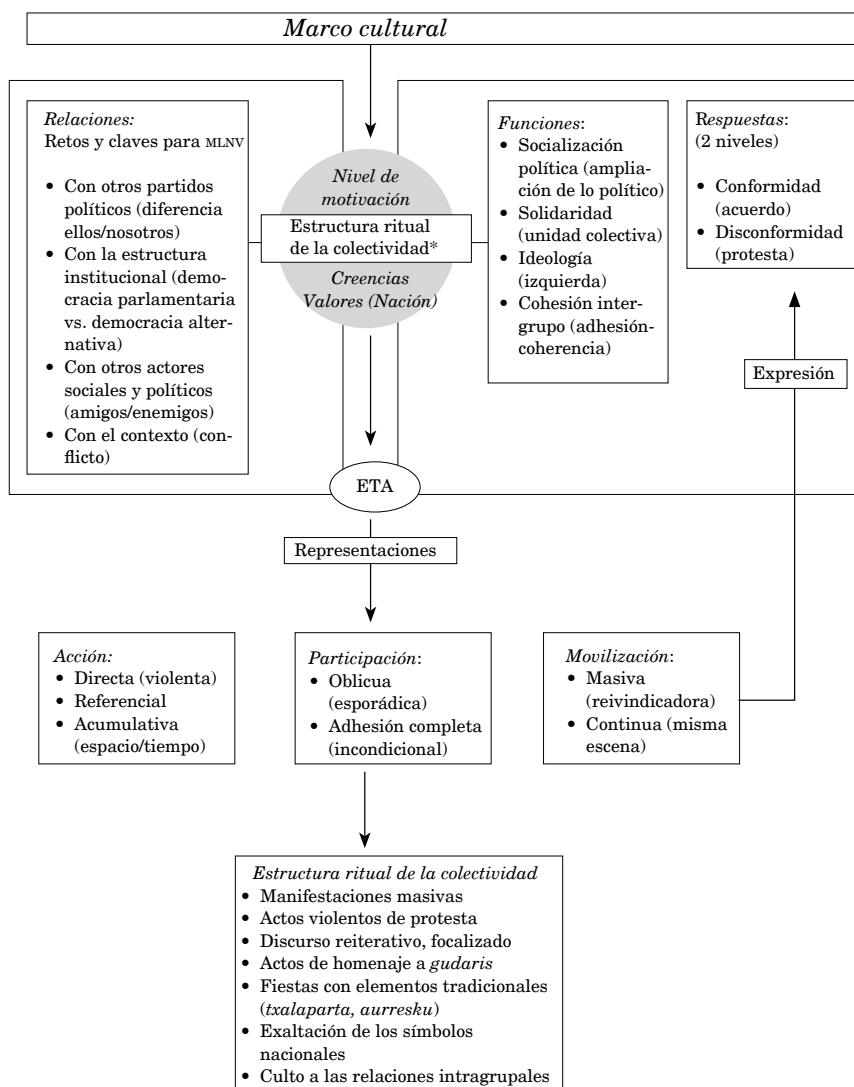 Marco cultural
Relaciones:
Retos y claves para MLNV
• Con otros partidos
políticos (diferencia
ellos/nosotros)
• Con la estructura
institucional (demo-
cracia parlamentaria
vs. democracia alter-
nativa)
• Con otros actores
sociales y políticos
(amigos/enemigos)
• Con el contexto (con-
flicto)
Nivel de
motivación
Estructura ritual
de la colectividad*
Creencias
Valores (Nación)
Funciones:
• Socialización
política (amplia-
ción de lo político)
• Solidaridad
(unidad colectiva)
• Ideología
(izquierda)
• Cohesión inter-
grupo (adhesión-
coherencia)
Respuestas:
(2 niveles)
• Conformidad
(acuerdo)
• Disconformidad
(protesta)
Expresión
ETA
Representaciones
Acción:
• Directa (violenta)
• Referencial
• Acumulativa
(espacio/tiempo)
Participación:
• Oblicua
(esporádica)
• Adhesión completa
(incondicional)
Movilización:
• Masiva
(reivindicadora)
• Continua (misma
escena)
Estructura ritual de la colectividad
• Manifestaciones masivas
• Actos violentos de protesta
• Discurso reiterativo, focalizado
• Actos de homenaje a gudaris
• Fiestas con elementos tradicionales
(txalaparta, aurresku)
• Exaltación de los símbolos
nacionales
• Culto a las relaciones intragrupales